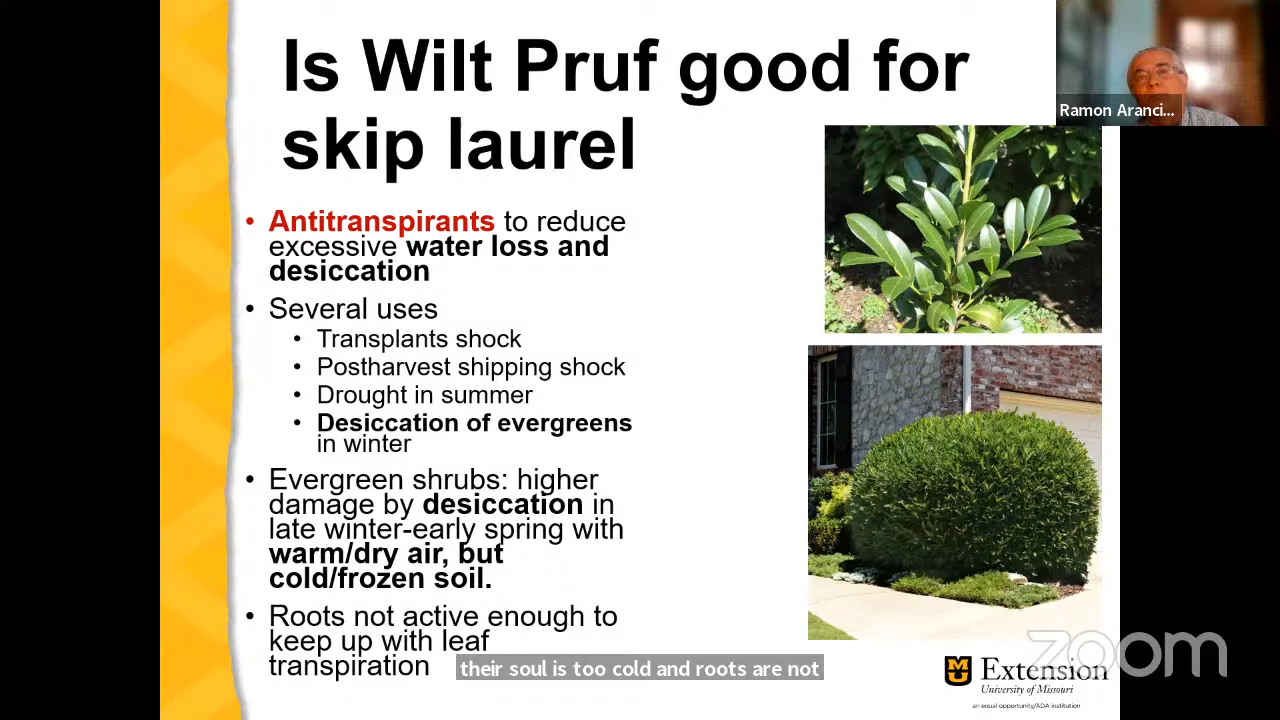 Is Wilt Pruf good for
skip laurel
Ramon Aranci...
• Antitranspirants to reduce
excessive water loss and
desiccation
• Several uses
• Transplants shock
• Postharvest shipping shock
• Drought in summer
• Desiccation of evergreens
in winter
• Evergreen shrubs: higher
damage by desiccation in
late winter-early spring with
warm/dry air, but
cold/frozen soil.
• Roots not active enough to
keep up with leaf
transpiration
their soul is too cold and roots are not
zoom
MU Extension
University of Missouri
an equal opportunity/ADA institution